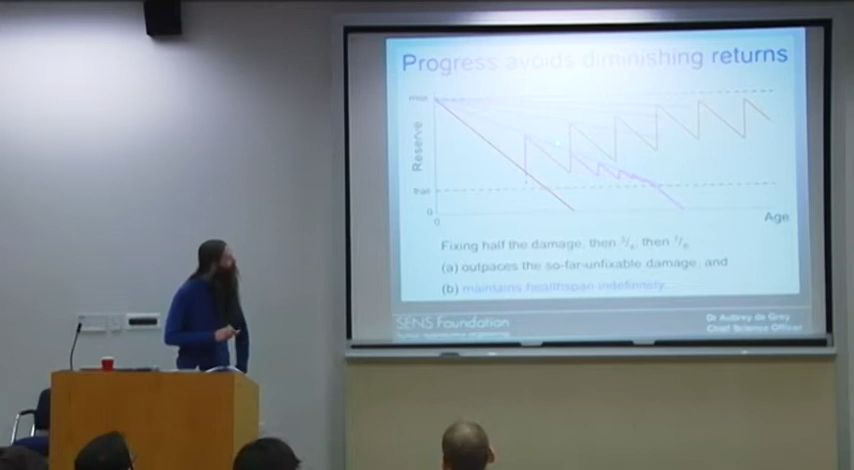 Progress avoids diminishing returns
max
Reserve
frail
0
0
Age
Fixing half the damage, then 3/4, then 7/8
(a) outpaces the so-far-unfixable damage, and
(b) maintains healthspan indefinitely
SENS Foundation
Dr Aubrey de Grey
Chief Science Officer